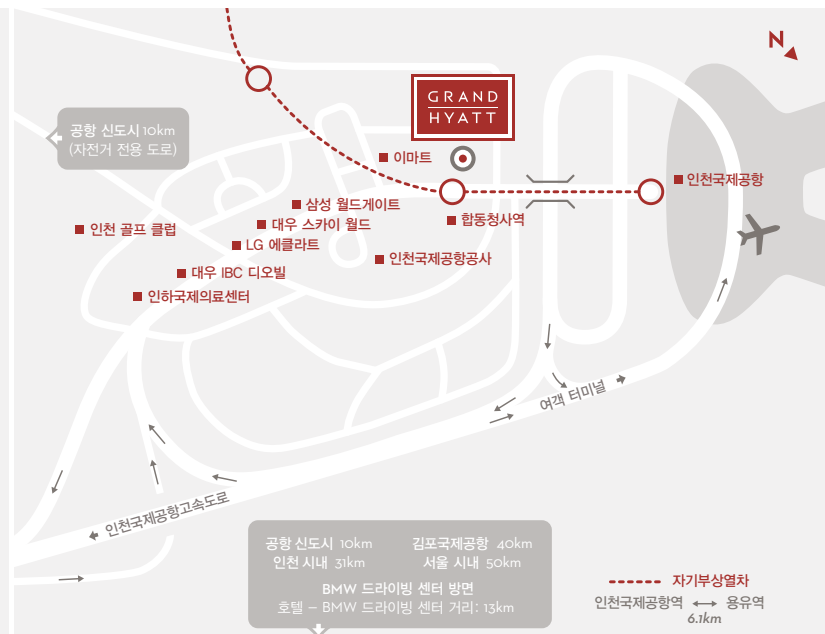 N
GRAND
HYATT
공항 신도시 10km
(자전거 전용 도로)
이마트
인천국제공항
삼성 월드게이트
합동청사역
대우 스카이 월드
인천 골프 클럽
LG 에클라트
인천국제공항공사
대우 IBC 디오빌
인하국제의료센터
여객 터미널
인천국제공항고속도로
공항 신도시 10km 김포국제공항 40km
인천 시내 31km 서울 시내 50km
BMW 드라이빙 센터 방면
호텔 – BMW 드라이빙 센터 거리: 13km
자기부상열차
인천국제공항역 ↔ 용유역
6.1km